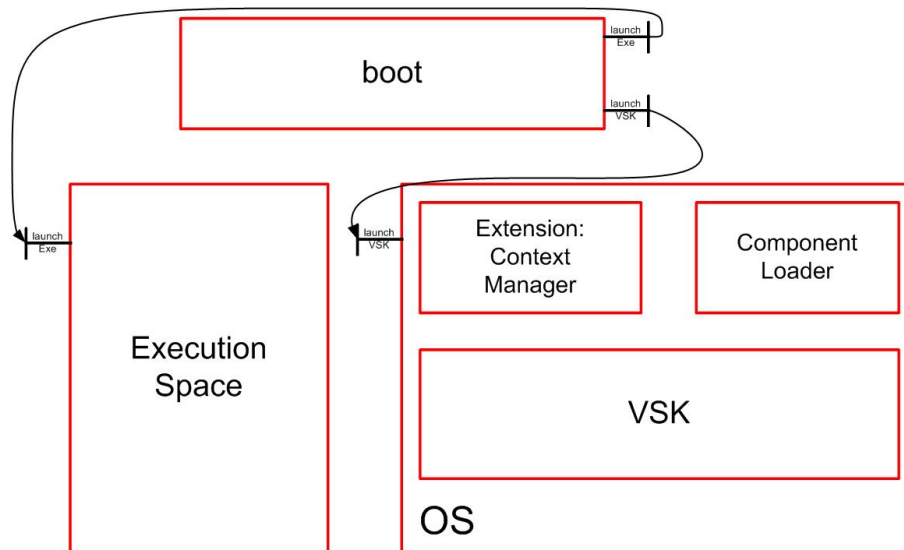 launch
Exe
boot
launch
VSK
launch
Exe
launch
VSK
Extension:
Context
Manager
Component
Loader
Execution
Space
VSK
OS